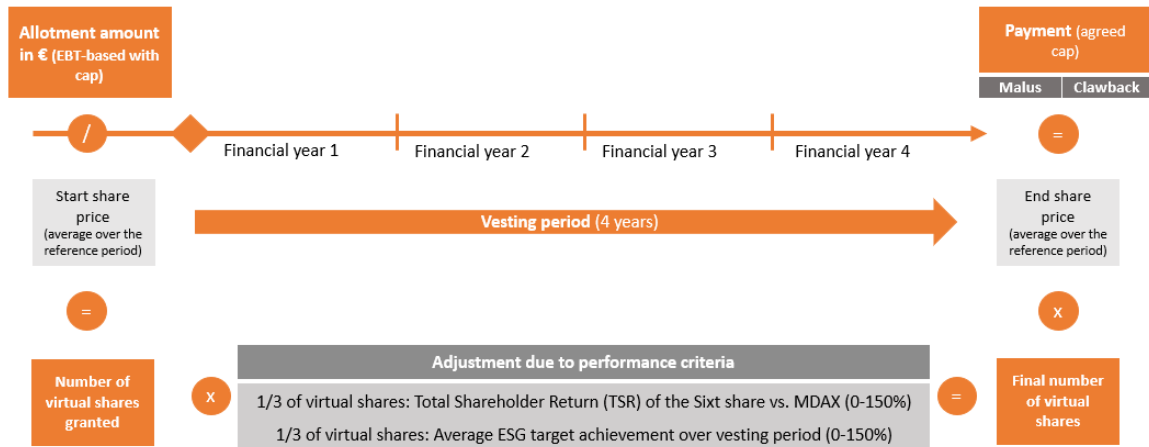 Allotment amount
in € (EBT-based with
cap)
Payment (agreed
cap)
Malus
Clawback
/
=
Financial year 1
Financial year 2
Financial year 3
Financial year 4
Start share
price
(average over the
reference period)
Vesting period (4 years)
End share
price
(average over the
reference period)
=
x
Number of
virtual shares
granted
x
Adjustment due to performance criteria
1/3 of virtual shares: Total Shareholder Return (TSR) of the Sixt share vs. MDAX (0-150%)
1/3 of virtual shares: Average ESG target achievement over vesting period (0-150%)
=
Final number
of virtual
shares